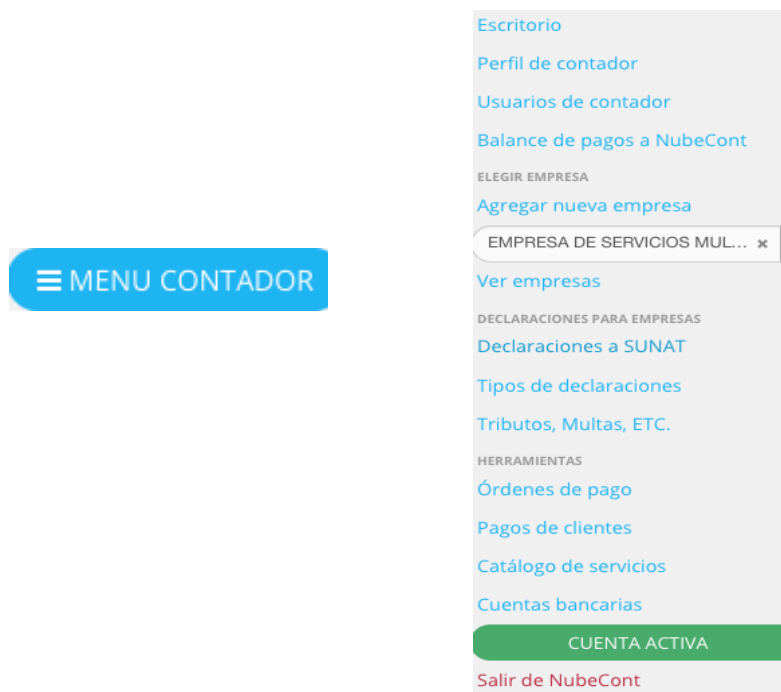 MENU CONTADOR
Escritorio
Perfil de contador
Usuarios de contador
Balance de pagos a NubeCont
ELEGIR EMPRESA
Agregar nueva empresa
EMPRESA DE SERVICIOS MUL... ×
Ver empresas
DECLARACIONES PARA EMPRESAS
Declaraciones a SUNAT
Tipos de declaraciones
Tributos, Multas, ETC.
HERRAMIENTAS
Órdenes de pago
Pagos de clientes
Catálogo de servicios
Cuentas bancarias
CUENTA ACTIVA
Salir de NubeCont